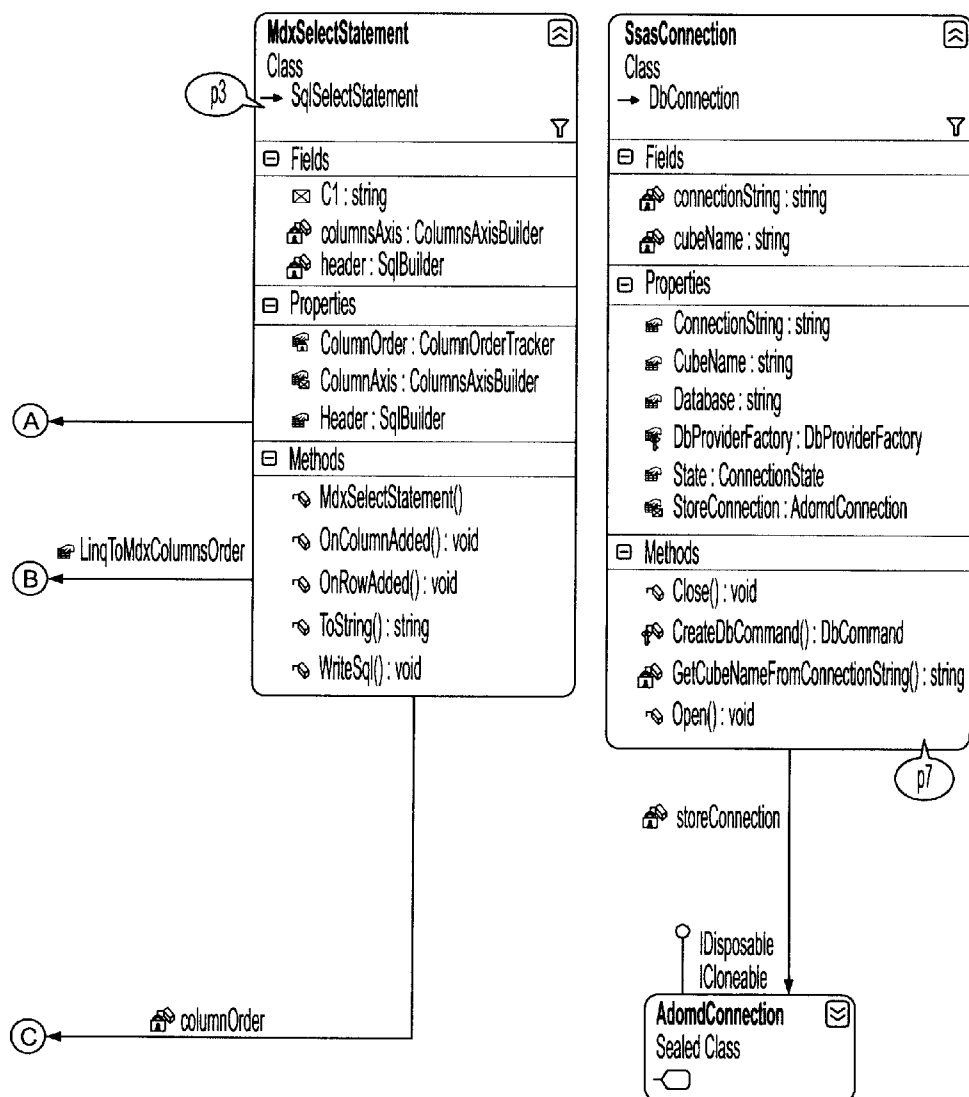 MdxSelectStatement
Class
SqlSelectStatement
p3
Fields
C1 : string
columnsAxis : ColumnsAxisBuilder
header : SqlBuilder
Properties
ColumnOrder : ColumnOrderTracker
ColumnAxis : ColumnsAxisBuilder
Header : SqlBuilder
Methods
MdxSelectStatement()
OnColumnAdded() : void
OnRowAdded() : void
ToString() : string
WriteSql() : void
A
LinqToMdxColumnsOrder
B
columnOrder
C
SsasConnection
Class
DbConnection
Fields
connectionString : string
cubeName : string
Properties
ConnectionString : string
CubeName : string
Database : string
DbProviderFactory : DbProviderFactory
State : ConnectionState
StoreConnection : AdomdConnection
Methods
Close() : void
CreateDbCommand() : DbCommand
GetCubeNameFromConnectionString() : string
Open() : void
p7
storeConnection
IDisposable
ICloneable
AdomdConnection
Sealed Class